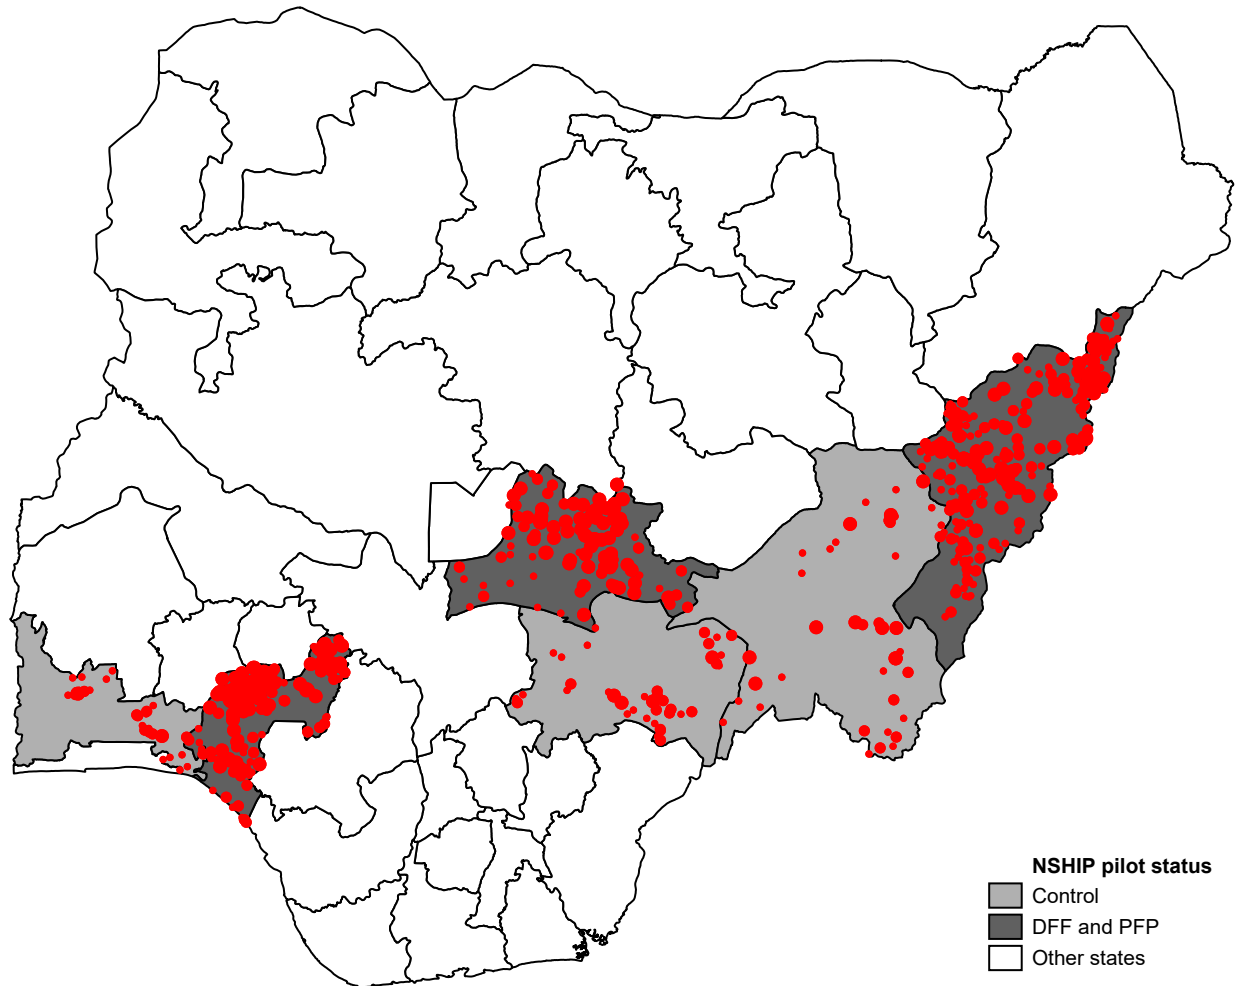 NSHIP pilot status
Control
DFF and PFP
Other states